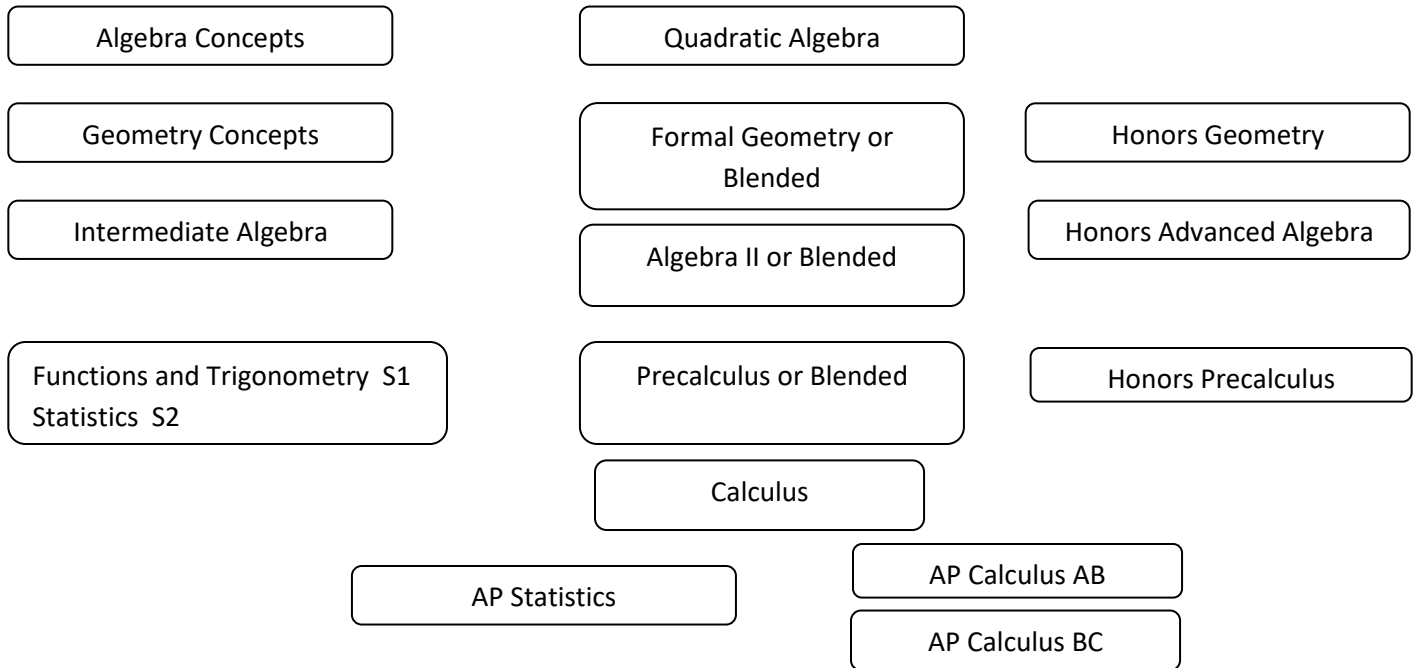 Algebra Concepts
Quadratic Algebra
Geometry Concepts
Formal Geometry or
Blended
Honors Geometry
Intermediate Algebra
Algebra II or Blended
Honors Advanced Algebra
Functions and Trigonometry  S1
Statistics  S2
Precalculus or Blended
Honors Precalculus
Calculus
AP Statistics
AP Calculus AB
AP Calculus BC